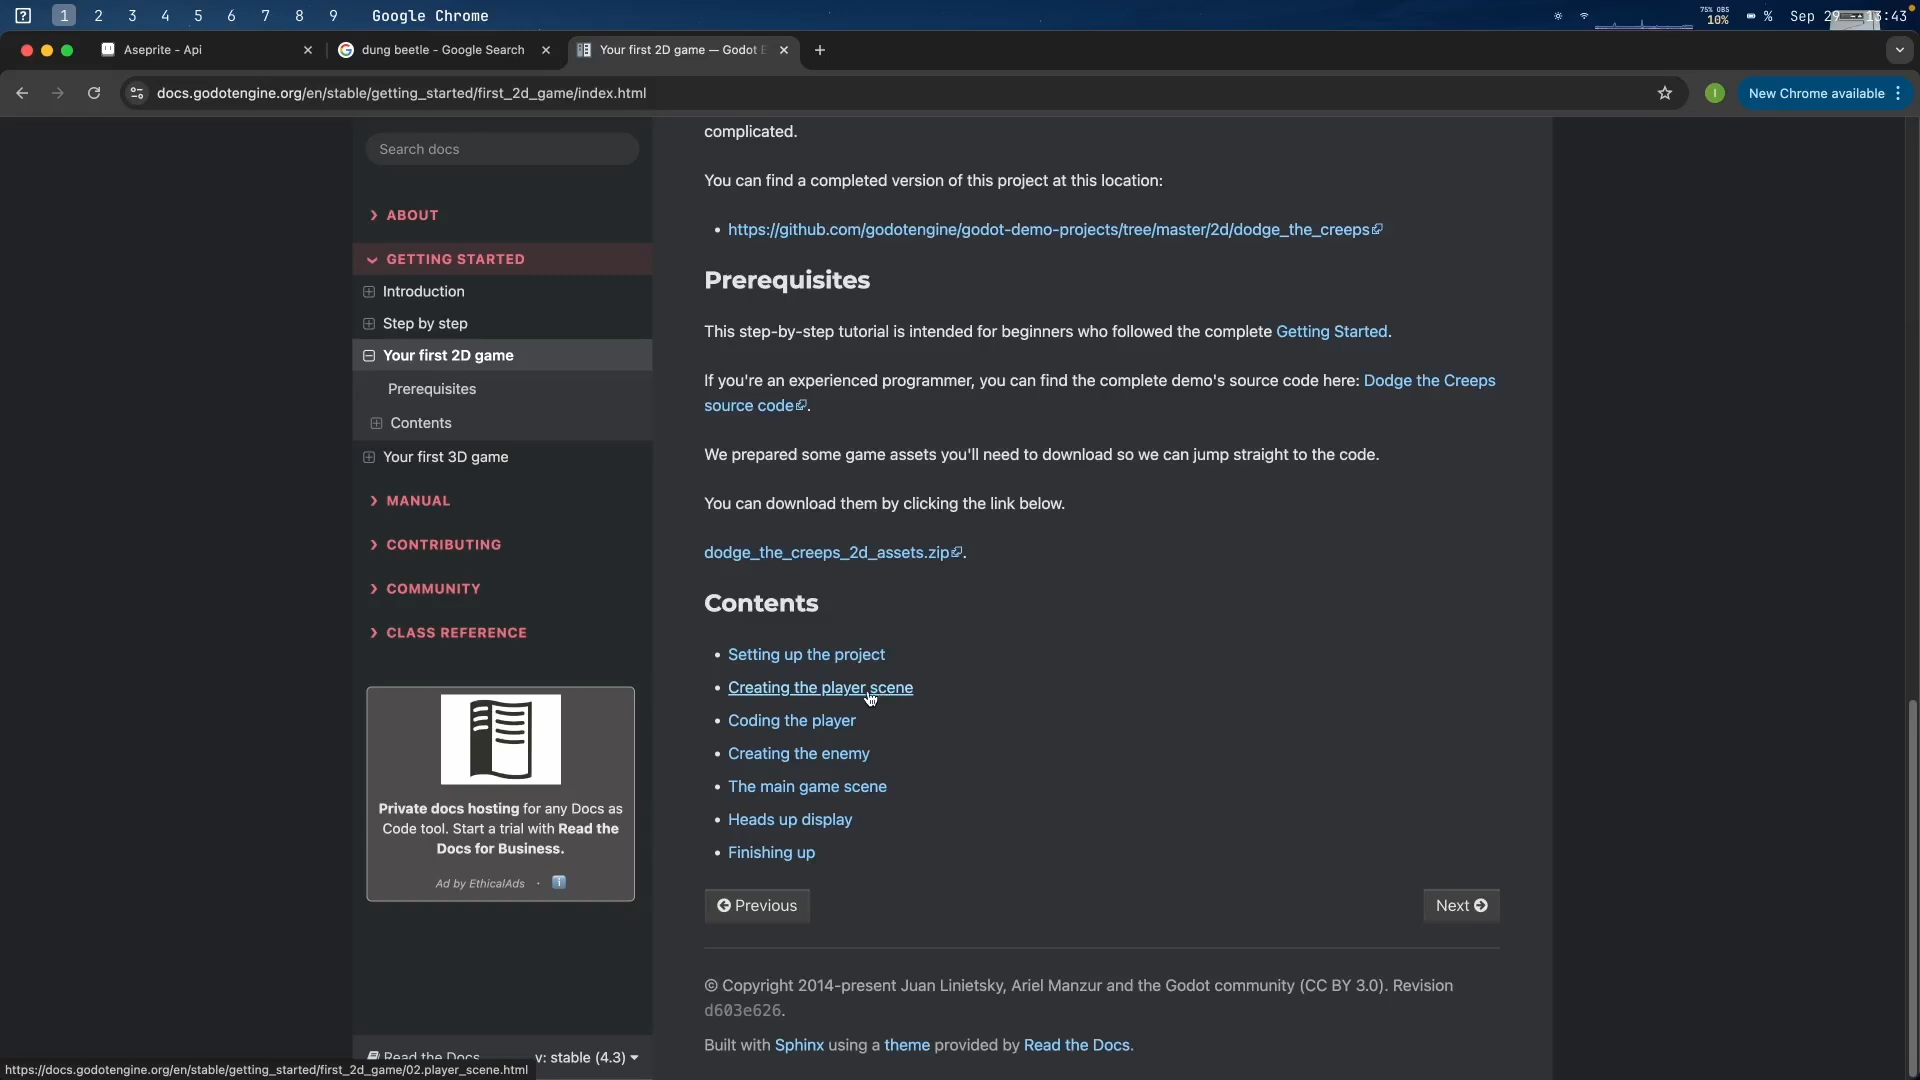 1 2 3 4 5 6 7 8 9 Google Chrome
75% OBS
10%
%
Sep 29
13:43
Aseprite - Api
dung beetle - Google Search
Your first 2D game — Godot E
docs.godotengine.org/en/stable/getting_started/first_2d_game/index.html
I
New Chrome available
Search docs
ABOUT
GETTING STARTED
Introduction
Step by step
Your first 2D game
Prerequisites
Contents
Your first 3D game
MANUAL
CONTRIBUTING
COMMUNITY
CLASS REFERENCE
Private docs hosting for any Docs as
Code tool. Start a trial with Read the
Docs for Business.
Ad by EthicalAds ·
Read the Docs
v: stable (4.3)
complicated.
You can find a completed version of this project at this location:
• https://github.com/godotengine/godot-demo-projects/tree/master/2d/dodge_the_creeps
Prerequisites
This step-by-step tutorial is intended for beginners who followed the complete Getting Started.
If you're an experienced programmer, you can find the complete demo's source code here: Dodge the Creeps
source code.
We prepared some game assets you'll need to download so we can jump straight to the code.
You can download them by clicking the link below.
dodge_the_creeps_2d_assets.zip.
Contents
• Setting up the project
• Creating the player scene
• Coding the player
• Creating the enemy
• The main game scene
• Heads up display
• Finishing up
Previous
Next
© Copyright 2014-present Juan Linietsky, Ariel Manzur and the Godot community (CC BY 3.0). Revision
d603e626.
Built with Sphinx using a theme provided by Read the Docs.
https://docs.godotengine.org/en/stable/getting_started/first_2d_game/02.player_scene.html